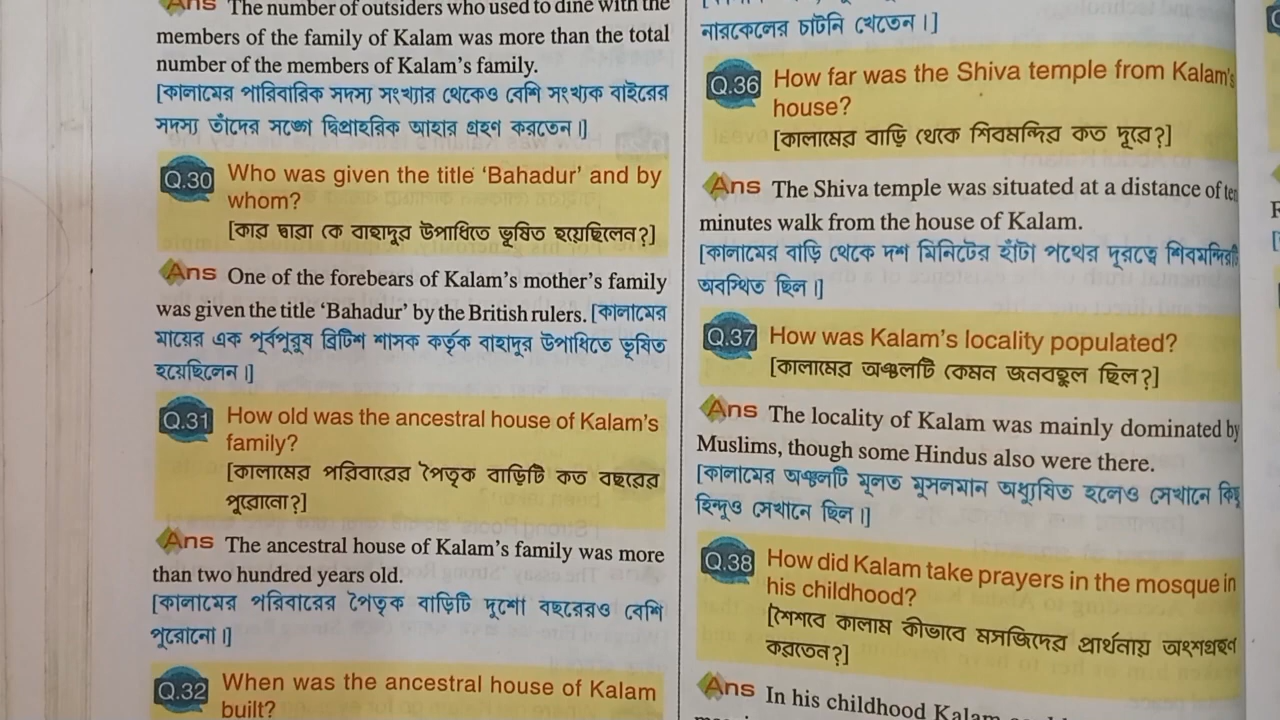 Ans The number of outsiders who used to dine with the
members of the family of Kalam was more than the total
number of the members of Kalam's family.
[কালামের পারিবারিক সদস্য সংখ্যার থেকেও বেশি সংখ্যক বাইরের
সদস্য তাঁদের সঙ্গে দ্বিপ্রাহরিক আহার গ্রহণ করতেন।]
Q.30 Who was given the title 'Bahadur' and by
whom?
[কার দ্বারা কে বাহাদুর উপাধিতে ভূষিত হয়েছিলেন?]
Ans One of the forebears of Kalam's mother's family
was given the title 'Bahadur' by the British rulers. [কালামের
মায়ের এক পূর্বপুরুষ ব্রিটিশ শাসক কর্তৃক বাহাদুর উপাধিতে ভূষিত
হয়েছিলেন।]
Q.31 How old was the ancestral house of Kalam's
family?
[কালামের পরিবারের পৈতৃক বাড়িটি কত বছরের
পুরোনো?]
Ans The ancestral house of Kalam's family was more
than two hundred years old.
[কালামের পরিবারের পৈতৃক বাড়িটি দুশো বছরেরও বেশি
পুরোনো।]
Q.32 When was the ancestral house of Kalam
built?
নারকেলের চাটনি খেতেন।]
Q.36 How far was the Shiva temple from Kalam's
house?
[কালামের বাড়ি থেকে শিবমন্দির কত দূরে?]
Ans The Shiva temple was situated at a distance of ten
minutes walk from the house of Kalam.
[কালামের বাড়ি থেকে দশ মিনিটের হাঁটা পথের দূরত্বে শিবমন্দিরটি
অবস্থিত ছিল।]
Q.37 How was Kalam's locality populated?
[কালামের অঞ্চলটি কেমন জনবহুল ছিল?]
Ans The locality of Kalam was mainly dominated by
Muslims, though some Hindus also were there.
[কালামের অঞ্চলটি মূলত মুসলমান অধ্যুষিত হলেও সেখানে কিছু
হিন্দুও সেখানে ছিল।]
Q.38 How did Kalam take prayers in the mosque in
his childhood?
[শৈশবে কালাম কীভাবে মসজিদের প্রার্থনায় অংশগ্রহণ
করতেন?]
Ans In his childhood Kalam